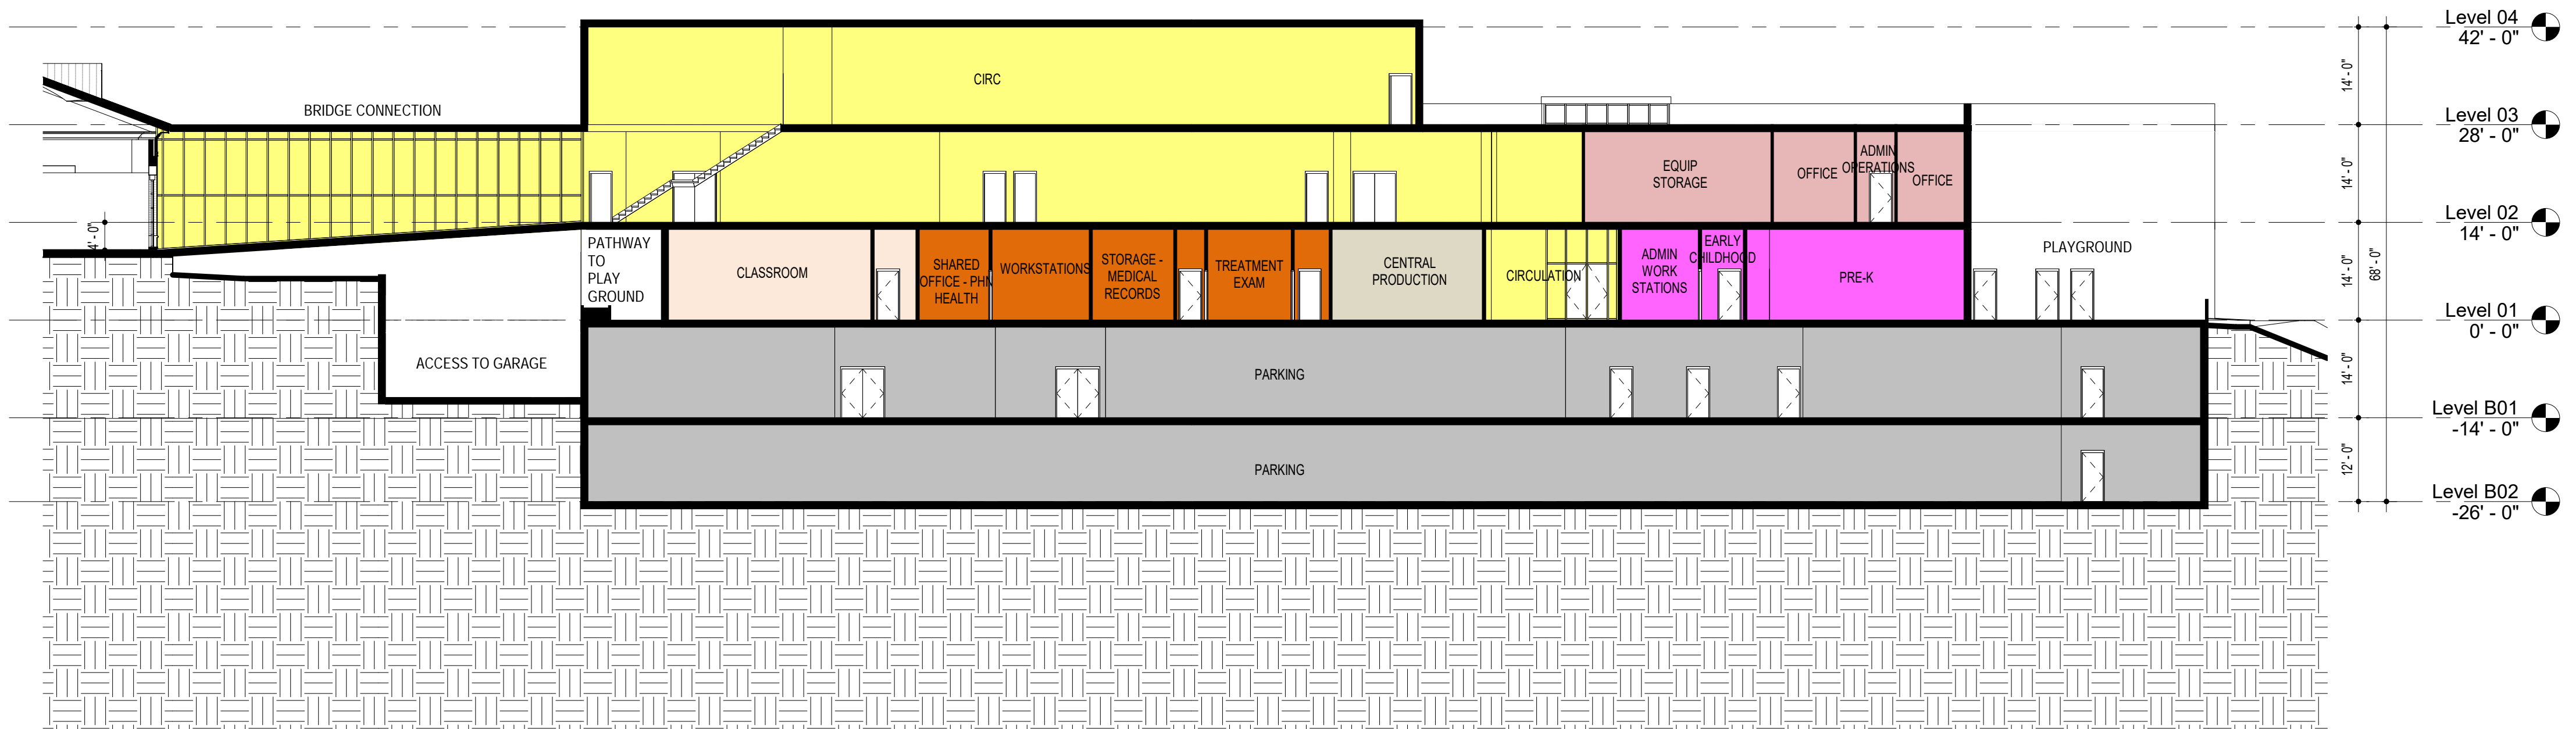 Level 04
42' - 0"
14' - 0"
CIRC
BRIDGE CONNECTION
Level 03
28' - 0"
14' - 0"
EQUIP
STORAGE
OFFICE
ADMIN
OPERATIONS
OFFICE
Level 02
14' - 0"
4' - 0"
PATHWAY
TO
PLAY
GROUND
CLASSROOM
SHARED
OFFICE - PHN
HEALTH
WORKSTATIONS
STORAGE -
MEDICAL
RECORDS
TREATMENT
EXAM
CENTRAL
PRODUCTION
CIRCULATION
ADMIN
WORK
STATIONS
EARLY
CHILDHOOD
PRE-K
PLAYGROUND
14' - 0"
68' - 0"
Level 01
0' - 0"
ACCESS TO GARAGE
PARKING
14' - 0"
Level B01
-14' - 0"
PARKING
12' - 0"
Level B02
-26' - 0"